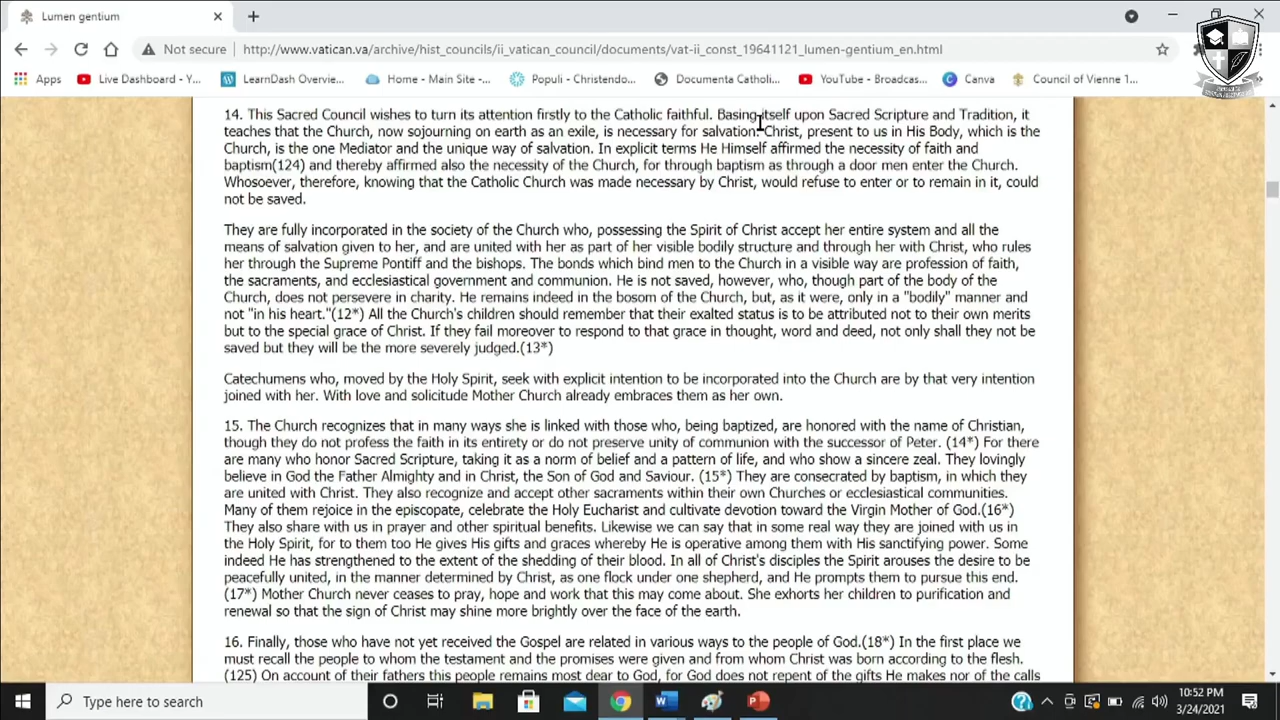 Lumen gentium
Not secure
http://www.vatican.va/archive/hist_councils/ii_vatican_council/documents/vat-ii_const_19641121_lumen-gentium_en.html
Apps Live Dashboard - Y... LearnDash Overvie... Home - Main Site -... Populi - Christendo... Documenta Catholi... YouTube - Broadcas... Canva Council of Vienne 1...
14. This Sacred Council wishes to turn its attention firstly to the Catholic faithful. Basing itself upon Sacred Scripture and Tradition, it
teaches that the Church, now sojourning on earth as an exile, is necessary for salvation. Christ, present to us in His Body, which is the
Church, is the one Mediator and the unique way of salvation. In explicit terms He Himself affirmed the necessity of faith and
baptism(124) and thereby affirmed also the necessity of the Church, for through baptism as through a door men enter the Church.
Whosoever, therefore, knowing that the Catholic Church was made necessary by Christ, would refuse to enter or to remain in it, could
not be saved.
They are fully incorporated in the society of the Church who, possessing the Spirit of Christ accept her entire system and all the
means of salvation given to her, and are united with her as part of her visible bodily structure and through her with Christ, who rules
her through the Supreme Pontiff and the bishops. The bonds which bind men to the Church in a visible way are profession of faith,
the sacraments, and ecclesiastical government and communion. He is not saved, however, who, though part of the body of the
Church, does not persevere in charity. He remains indeed in the bosom of the Church, but, as it were, only in a "bodily" manner and
not "in his heart."(12*) All the Church's children should remember that their exalted status is to be attributed not to their own merits
but to the special grace of Christ. If they fail moreover to respond to that grace in thought, word and deed, not only shall they not be
saved but they will be the more severely judged.(13*)
Catechumens who, moved by the Holy Spirit, seek with explicit intention to be incorporated into the Church are by that very intention
joined with her. With love and solicitude Mother Church already embraces them as her own.
15. The Church recognizes that in many ways she is linked with those who, being baptized, are honored with the name of Christian,
though they do not profess the faith in its entirety or do not preserve unity of communion with the successor of Peter. (14*) For there
are many who honor Sacred Scripture, taking it as a norm of belief and a pattern of life, and who show a sincere zeal. They lovingly
believe in God the Father Almighty and in Christ, the Son of God and Saviour. (15*) They are consecrated by baptism, in which they
are united with Christ. They also recognize and accept other sacraments within their own Churches or ecclesiastical communities.
Many of them rejoice in the episcopate, celebrate the Holy Eucharist and cultivate devotion toward the Virgin Mother of God.(16*)
They also share with us in prayer and other spiritual benefits. Likewise we can say that in some real way they are joined with us in
the Holy Spirit, for to them too He gives His gifts and graces whereby He is operative among them with His sanctifying power. Some
indeed He has strengthened to the extent of the shedding of their blood. In all of Christ's disciples the Spirit arouses the desire to be
peacefully united, in the manner determined by Christ, as one flock under one shepherd, and He prompts them to pursue this end.
(17*) Mother Church never ceases to pray, hope and work that this may come about. She exhorts her children to purification and
renewal so that the sign of Christ may shine more brightly over the face of the earth.
16. Finally, those who have not yet received the Gospel are related in various ways to the people of God.(18*) In the first place we
must recall the people to whom the testament and the promises were given and from whom Christ was born according to the flesh.
(125) On account of their fathers this people remains most dear to God, for God does not repent of the gifts He makes nor of the calls
Type here to search
10:52 PM
3/24/2021